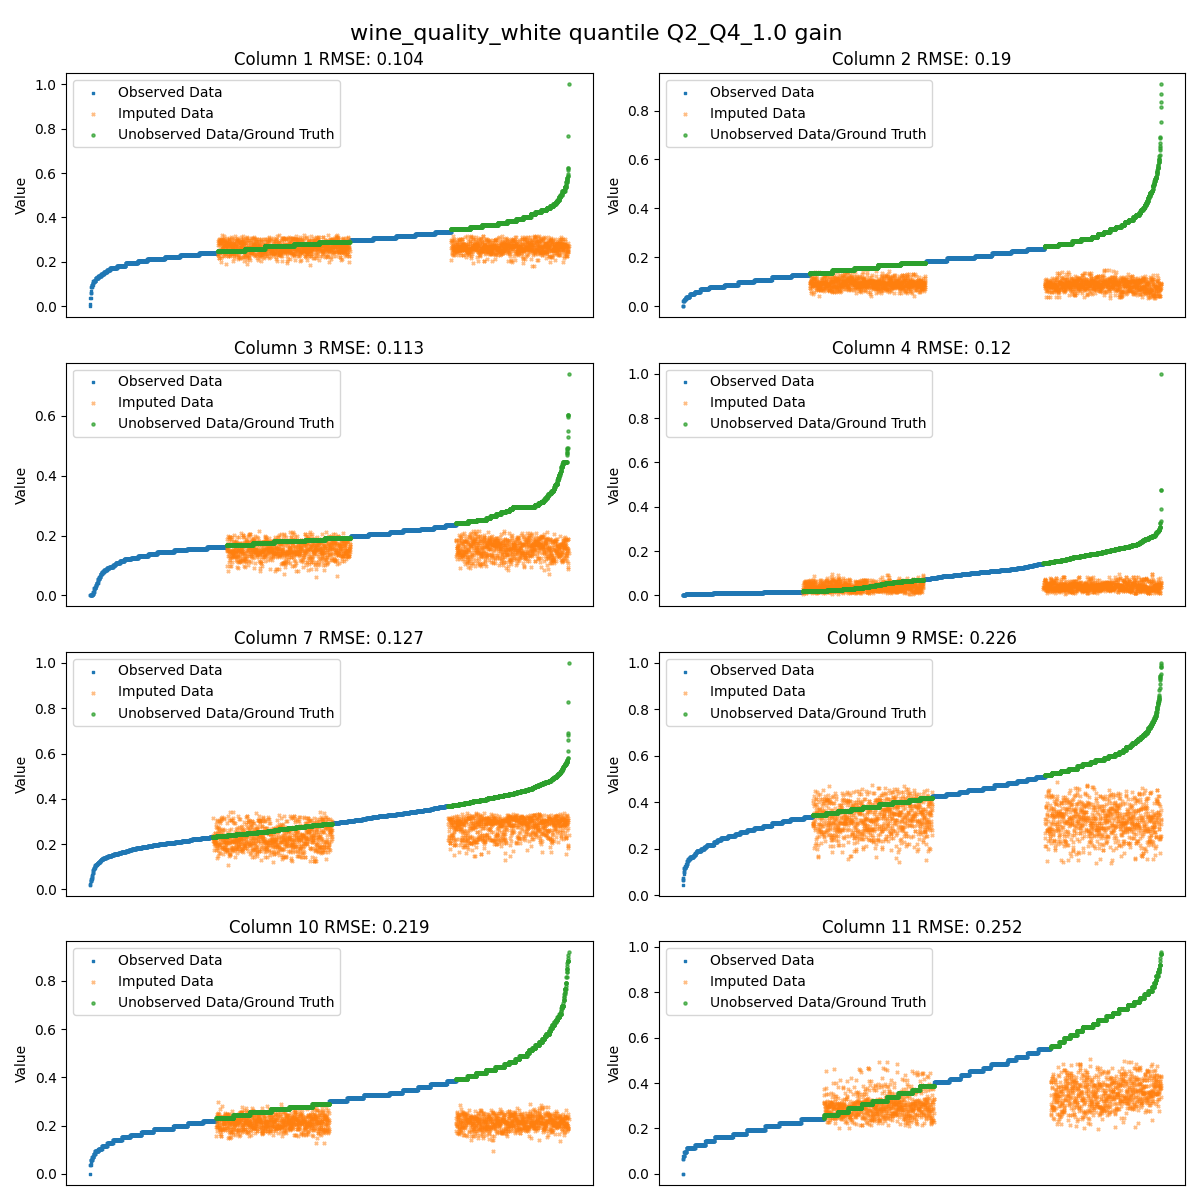 wine_quality_white quantile Q2_Q4_1.0 gain
Column 1 RMSE: 0.104
Observed Data
Imputed Data
Unobserved Data/Ground Truth
Value
1.0
0.8
0.6
0.4
0.2
0.0
Column 2 RMSE: 0.19
Observed Data
Imputed Data
Unobserved Data/Ground Truth
Value
0.8
0.6
0.4
0.2
0.0
Column 3 RMSE: 0.113
Observed Data
Imputed Data
Unobserved Data/Ground Truth
Value
0.6
0.4
0.2
0.0
Column 4 RMSE: 0.12
Observed Data
Imputed Data
Unobserved Data/Ground Truth
Value
1.0
0.8
0.6
0.4
0.2
0.0
Column 7 RMSE: 0.127
Observed Data
Imputed Data
Unobserved Data/Ground Truth
Value
1.0
0.8
0.6
0.4
0.2
0.0
Column 9 RMSE: 0.226
Observed Data
Imputed Data
Unobserved Data/Ground Truth
Value
1.0
0.8
0.6
0.4
0.2
0.0
Column 10 RMSE: 0.219
Observed Data
Imputed Data
Unobserved Data/Ground Truth
Value
0.8
0.6
0.4
0.2
0.0
Column 11 RMSE: 0.252
Observed Data
Imputed Data
Unobserved Data/Ground Truth
Value
1.0
0.8
0.6
0.4
0.2
0.0